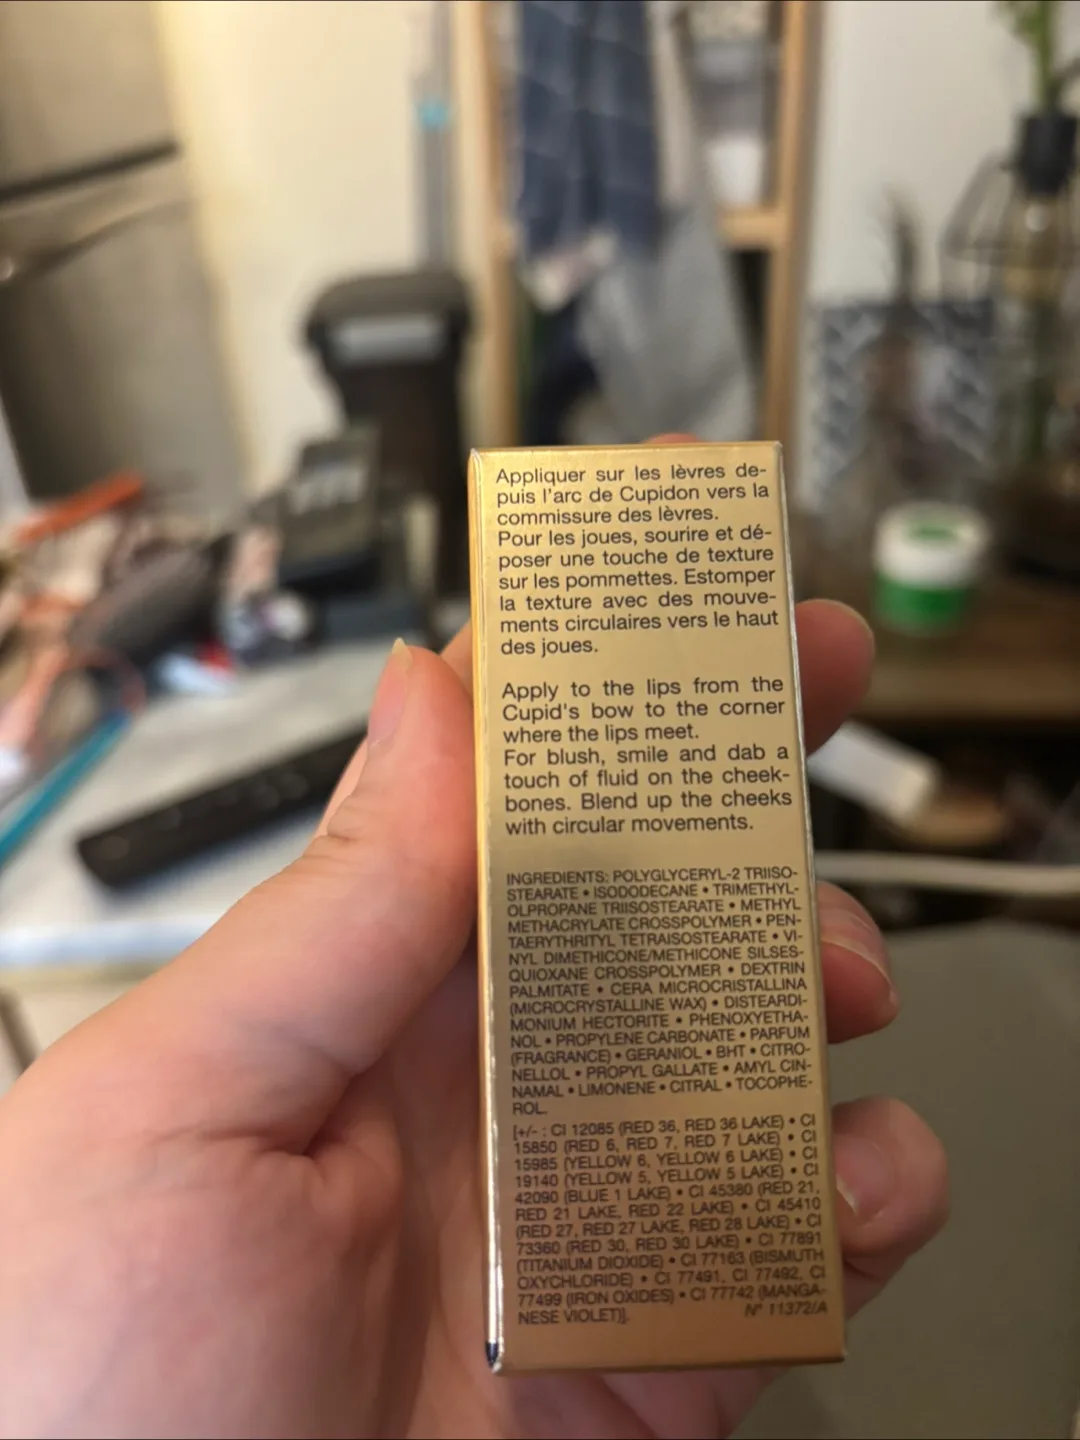 Appliquer sur les lèvres de-
puis l'arc de Cupidon vers la
commissure des lèvres.
Pour les joues, sourire et dé-
poser une touche de texture
sur les pommettes. Estomper
la texture avec des mouve-
ments circulaires vers le haut
des joues.
Apply to the lips from the
Cupid's bow to the corner
where the lips meet.
For blush, smile and dab a
touch of fluid on the cheek-
bones. Blend up the cheeks
with circular movements.
INGREDIENTS: POLYGLYCERYL-2 TRIISO-
STEARATE • ISODODECANE • TRIMETHYL-
OLPROPANE TRIISOSTEARATE • METHYL
METHACRYLATE CROSSPOLYMER • PEN-
TAERYTHRITYL TETRAISOSTEARATE • VI-
NYL DIMETHICONE/METHICONE SILSES-
QUIOXANE CROSSPOLYMER • DEXTRIN
PALMITATE • CERA MICROCRISTALLINA
(MICROCRYSTALLINE WAX) • DISTEARDI-
MONIUM HECTORITE • PHENOXYETHA-
NOL • PROPYLENE CARBONATE • PARFUM
(FRAGRANCE) • GERANIOL • BHT • CITRO-
NELLOL • PROPYL GALLATE • AMYL CIN-
NAMAL • LIMONENE • CITRAL • TOCOPHE-
ROL.
[+/- : CI 12085 (RED 36, RED 36 LAKE) • CI
15850 (RED 6, RED 7, RED 7 LAKE) • CI
15985 (YELLOW 6, YELLOW 6 LAKE) • CI
19140 (YELLOW 5, YELLOW 5 LAKE) • CI
42090 (BLUE 1 LAKE) • CI 45380 (RED 21,
RED 21 LAKE, RED 22 LAKE) • CI 45410
(RED 27, RED 27 LAKE, RED 28 LAKE) • CI
73360 (RED 30, RED 30 LAKE) • CI 77891
(TITANIUM DIOXIDE) • CI 77163 (BISMUTH
OXYCHLORIDE) • CI 77491, CI 77492, CI
77499 (IRON OXIDES) • CI 77742 (MANGA-
NESE VIOLET)]. N° 11372/A